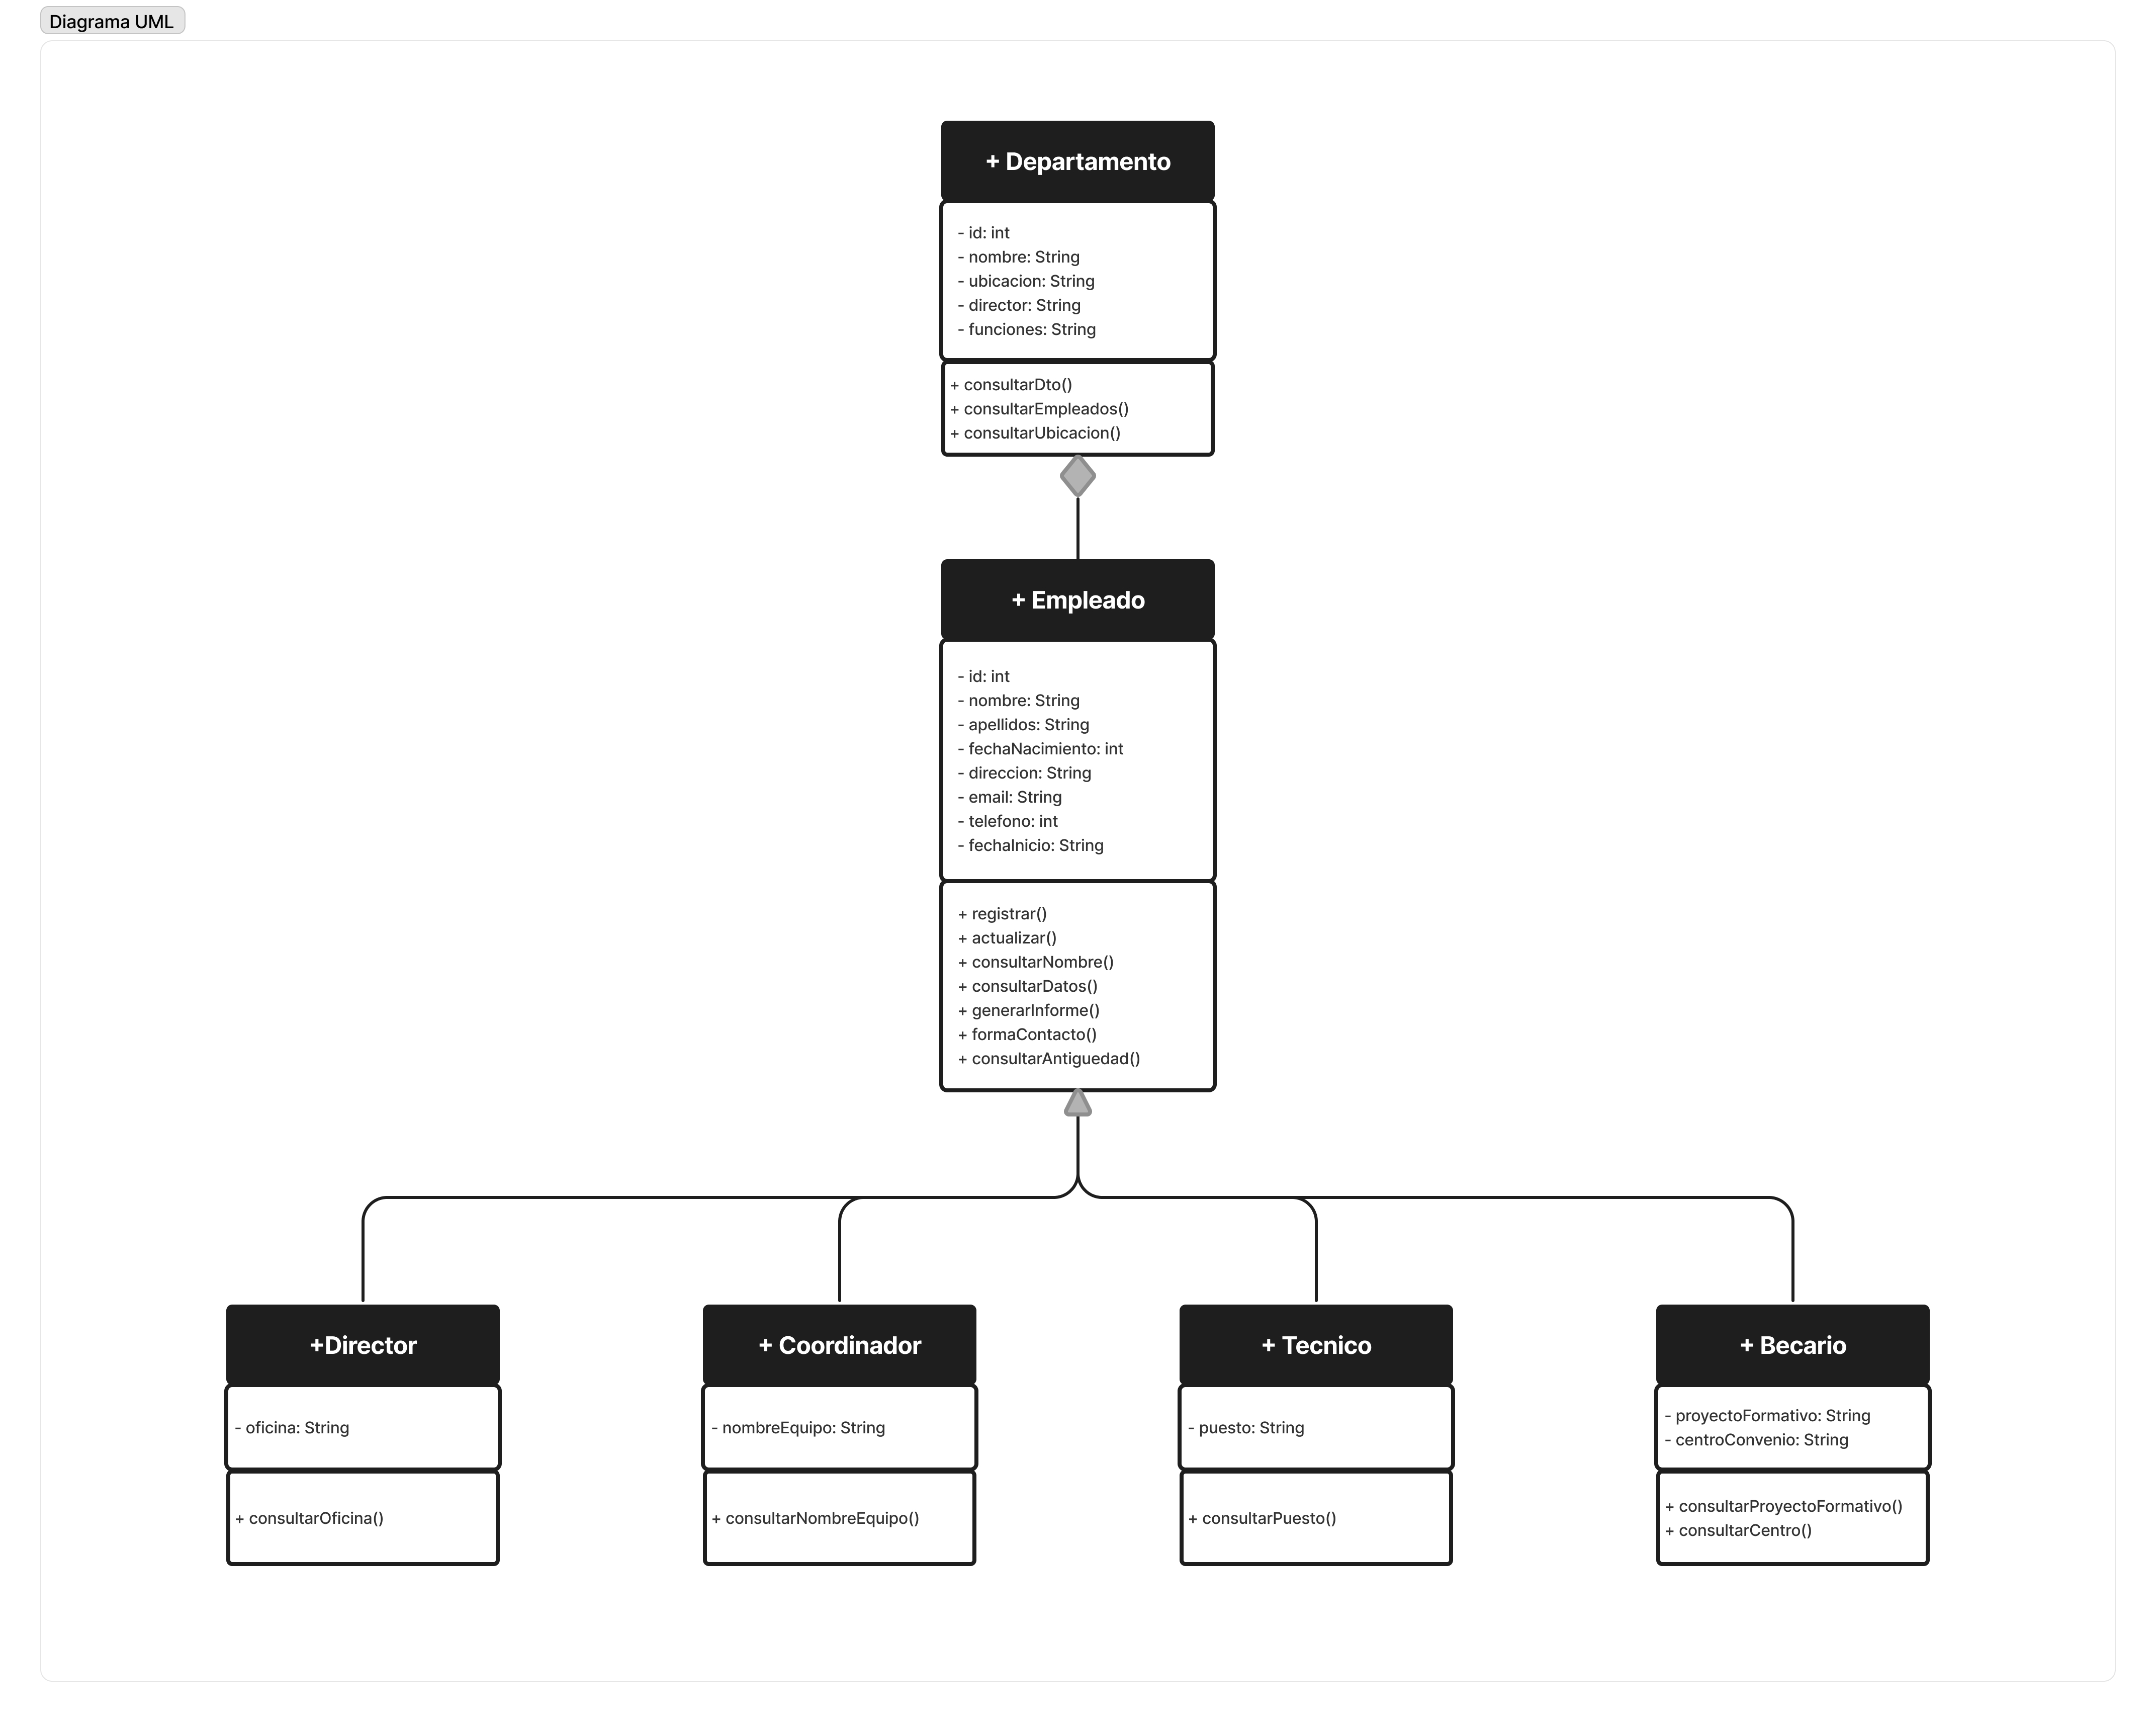 Diagrama UML
+ Departamento
- id: int
- nombre: String
- ubicacion: String
- director: String
- funciones: String
+ consultarDto()
+ consultarEmpleados()
+ consultarUbicacion()
+ Empleado
- id: int
- nombre: String
- apellidos: String
- fechaNacimiento: int
- direccion: String
- email: String
- telefono: int
- fechaInicio: String
+ registrar()
+ actualizar()
+ consultarNombre()
+ consultarDatos()
+ generarInforme()
+ formaContacto()
+ consultarAntiguedad()
+Director
- oficina: String
+ consultarOficina()
+ Coordinador
- nombreEquipo: String
+ consultarNombreEquipo()
+ Tecnico
- puesto: String
+ consultarPuesto()
+ Becario
- proyectoFormativo: String
- centroConvenio: String
+ consultarProyectoFormativo()
+ consultarCentro()